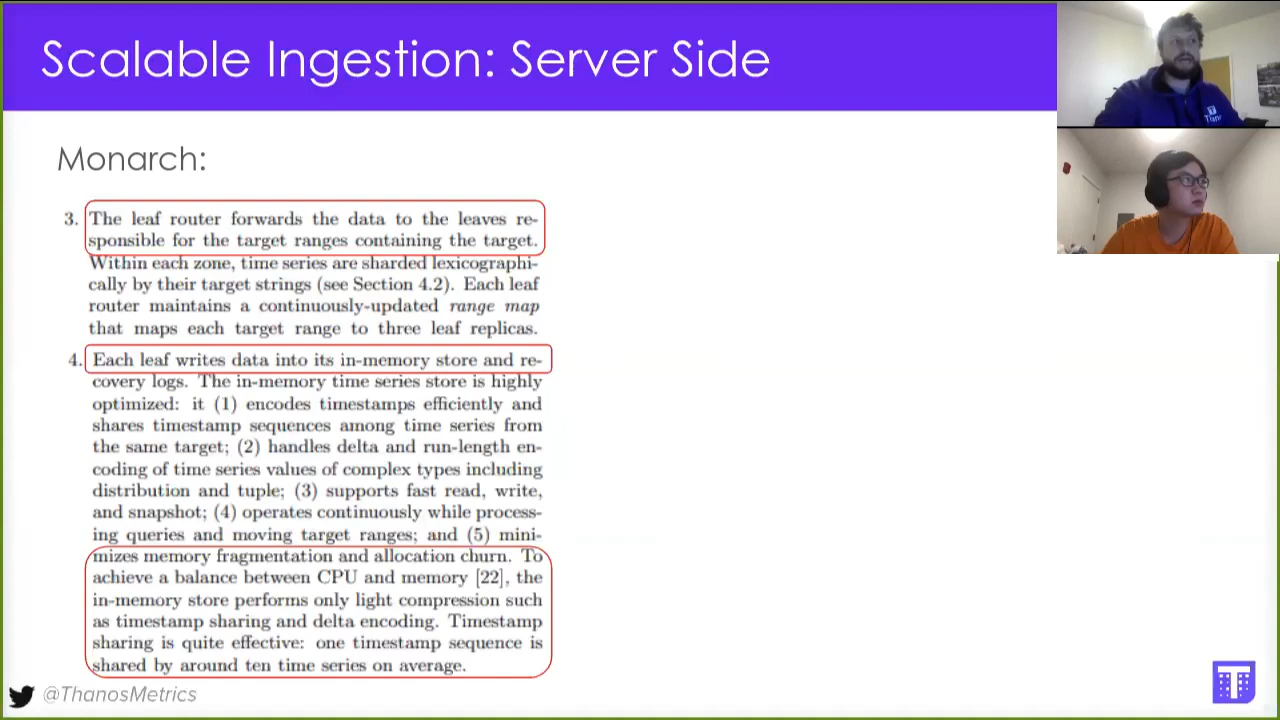 Scalable Ingestion: Server Side
Monarch:
3. The leaf router forwards the data to the leaves re-
sponsible for the target ranges containing the target.
Within each zone, time series are sharded lexicographi-
cally by their target strings (see Section 4.2). Each leaf
router maintains a continuously-updated range map
that maps each target range to three leaf replicas.
4. Each leaf writes data into its in-memory store and re-
covery logs. The in-memory time series store is highly
optimized: it (1) encodes timestamps efficiently and
shares timestamp sequences among time series from
the same target; (2) handles delta and run-length en-
coding of time series values of complex types including
distribution and tuple; (3) supports fast read, write,
and snapshot; (4) operates continuously while process-
ing queries and moving target ranges; and (5) mini-
mizes memory fragmentation and allocation churn. To
achieve a balance between CPU and memory [22], the
in-memory store performs only light compression such
as timestamp sharing and delta encoding. Timestamp
sharing is quite effective: one timestamp sequence is
shared by around ten time series on average.
@ThanosMetrics